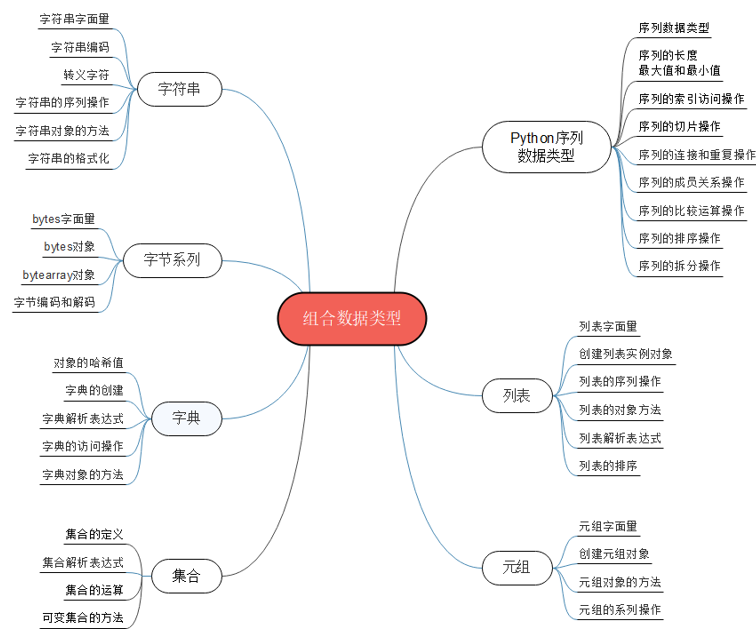 组合数据类型
Python序列
数据类型
序列数据类型
序列的长度
最大值和最小值
序列的索引访问操作
序列的切片操作
序列的连接和重复操作
序列的成员关系操作
序列的比较运算操作
序列的排序操作
序列的拆分操作
列表
列表字面量
创建列表实例对象
列表的序列操作
列表的对象方法
列表解析表达式
列表的排序
元组
元组字面量
创建元组对象
元组对象的方法
元组的系列操作
字符串
字符串字面量
字符串编码
转义字符
字符串的序列操作
字符串对象的方法
字符串的格式化
字节系列
bytes字面量
bytes对象
bytearray对象
字节编码和解码
字典
对象的哈希值
字典的创建
字典解析表达式
字典的访问操作
字典对象的方法
集合
集合的定义
集合解析表达式
集合的运算
可变集合的方法